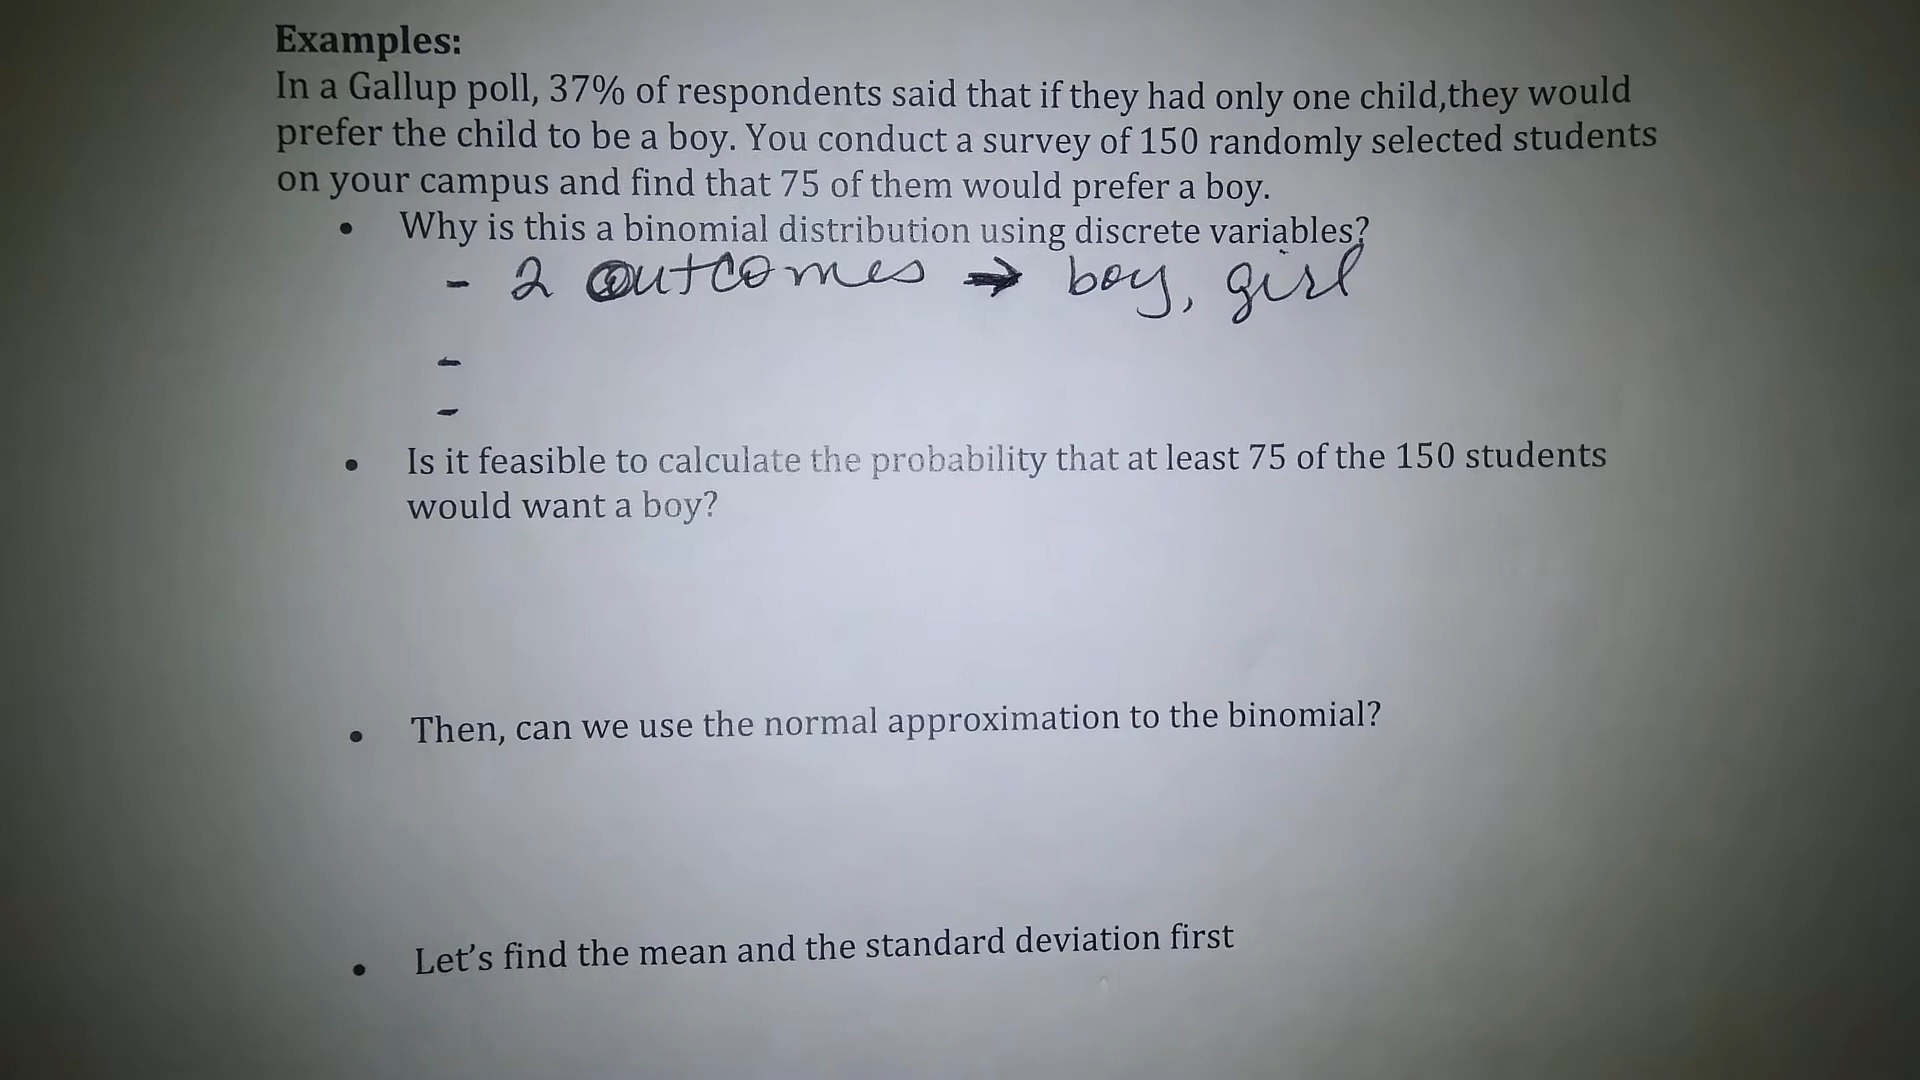 Examples:
In a Gallup poll, 37% of respondents said that if they had only one child,they would
prefer the child to be a boy. You conduct a survey of 150 randomly selected students
on your campus and find that 75 of them would prefer a boy.
• Why is this a binomial distribution using discrete variables?
- 2 outcomes → boy, girl
-
-
• Is it feasible to calculate the probability that at least 75 of the 150 students
would want a boy?
• Then, can we use the normal approximation to the binomial?
• Let's find the mean and the standard deviation first